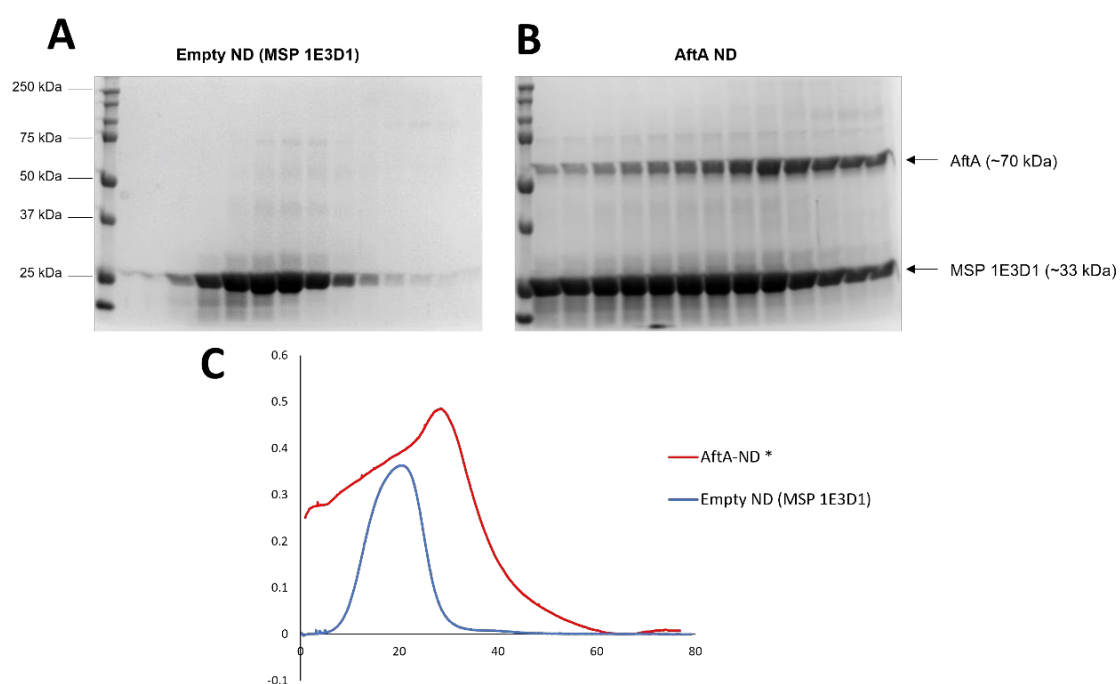 A
Empty ND (MSP 1E3D1)
B
AftA ND
250 kDa
75 kDa
50 kDa
37 kDa
25 kDa
AftA (~70 kDa)
MSP 1E3D1 (~33 kDa)
C
0.6
0.5
0.4
0.3
0.2
0.1
0
-0.1
0
20
40
60
80
AftA-ND *
Empty ND (MSP 1E3D1)